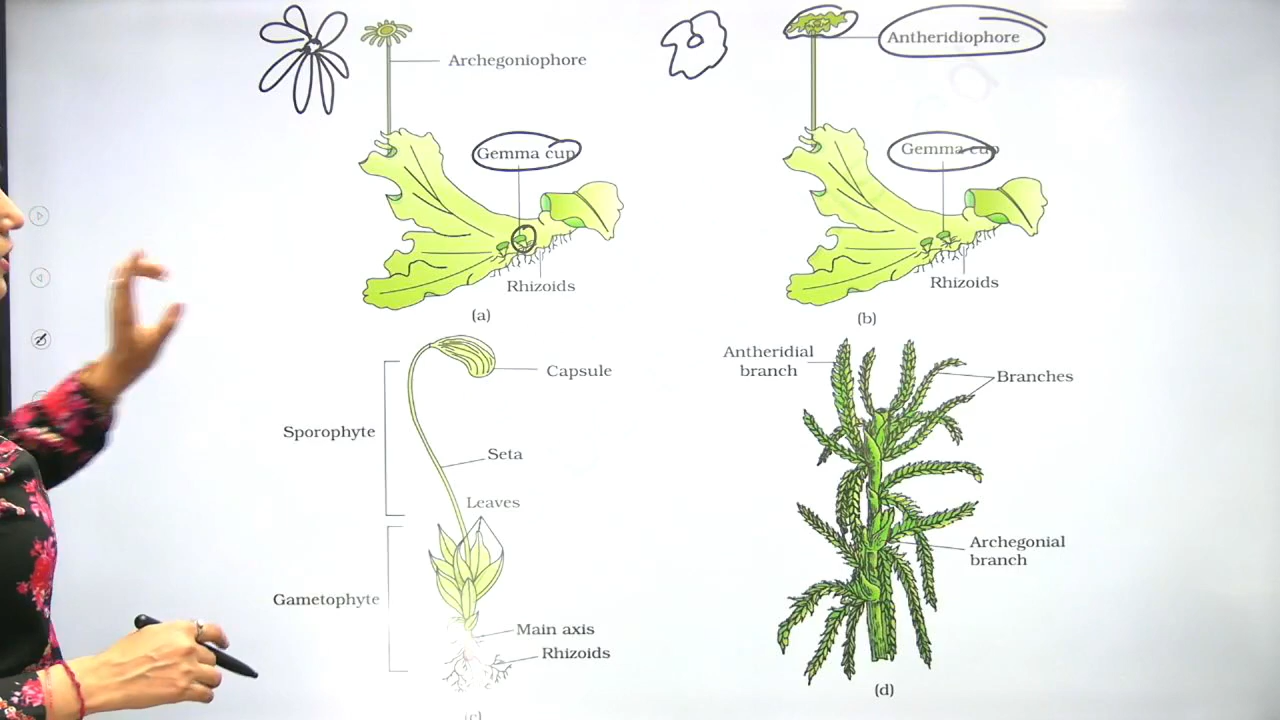 Archegoniophore
Gemma cup
Rhizoids
(a)
Antheridiophore
Gemma cup
Rhizoids
(b)
Capsule
Sporophyte
Seta
Leaves
Gametophyte
Main axis
Rhizoids
(c)
Antheridial
branch
Branches
Archegonial
branch
(d)